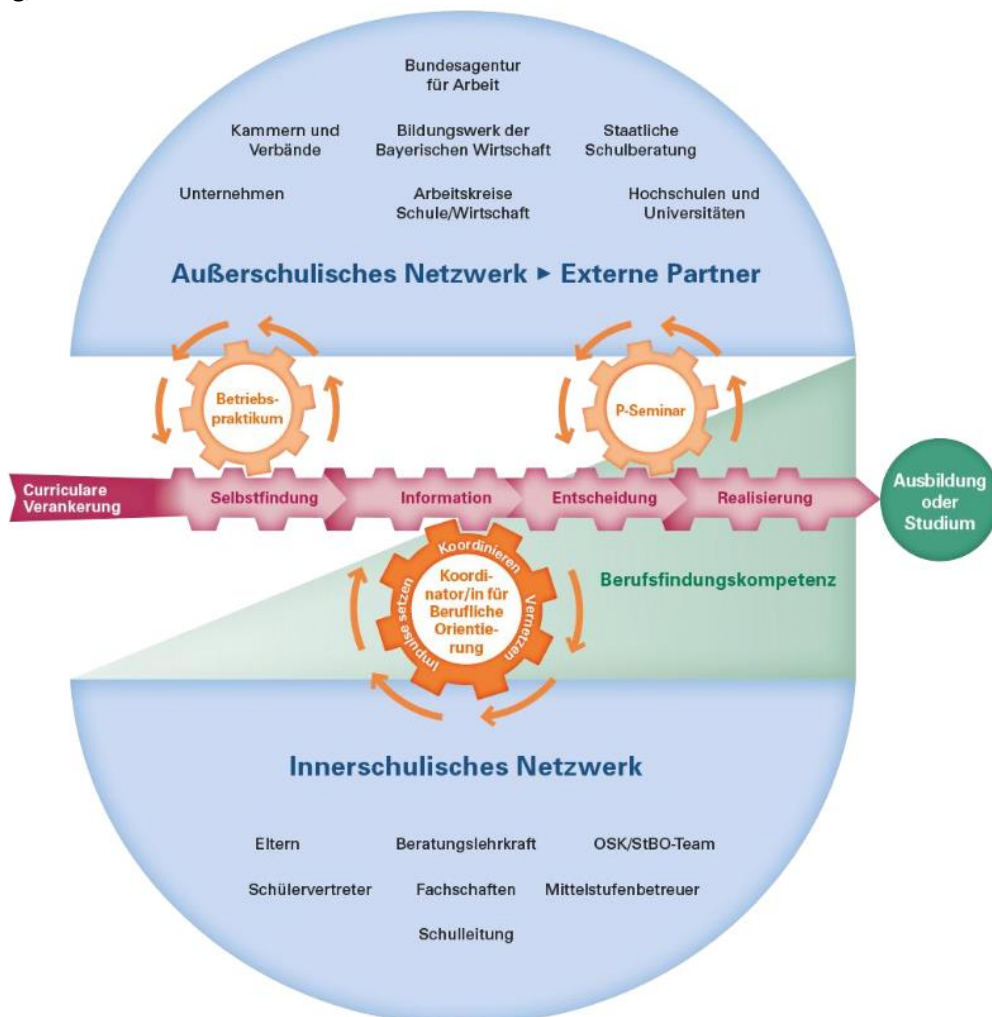 Bundesagentur
für Arbeit
Kammern und
Verbände
Bildungswerk der
Bayerischen Wirtschaft
Staatliche
Schulberatung
Unternehmen
Arbeitskreise
Schule/Wirtschaft
Hochschulen und
Universitäten
Außerschulisches Netzwerk ▸ Externe Partner
Betriebs-
praktikum
P-Seminar
Curriculare
Verankerung
Selbstfindung
Information
Entscheidung
Realisierung
Ausbildung
oder
Studium
Impulse setzen
Koordinieren
Vernetzen
Koordi-
nator/in für
Berufliche
Orientie-
rung
Berufsfindungskompetenz
Innerschulisches Netzwerk
Eltern
Beratungslehrkraft
OSK/StBO-Team
Schülervertreter
Fachschaften
Mittelstufenbetreuer
Schulleitung